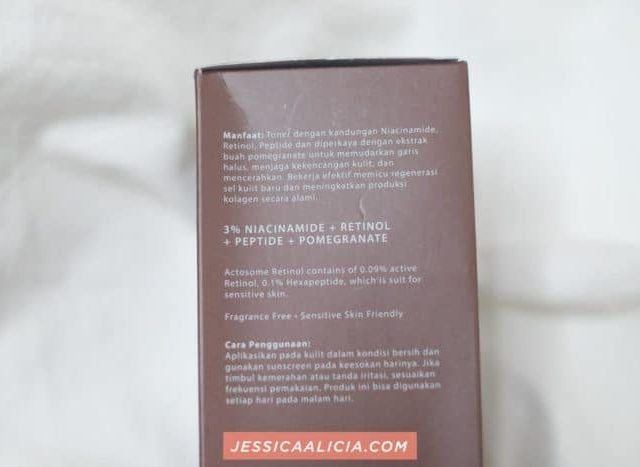 Manfaat: Toner dengan kandungan Niacinamide,
Retinol, Peptide dan diperkaya dengan ekstrak
buah pomegranate untuk memudarkan garis
halus, menjaga kekencangan kulit, dan
mencerahkan. Bekerja efektif memicu regenerasi
sel kulit baru dan meningkatkan produksi
kolagen secara alami.
3% NIACINAMIDE + RETINOL
+ PEPTIDE + POMEGRANATE
Actosome Retinol contains of 0.09% active
Retinol, 0.1% Hexapeptide, which is suit for
sensitive skin.
Fragrance Free • Sensitive Skin Friendly
Cara Penggunaan:
Aplikasikan pada kulit dalam kondisi bersih dan
gunakan sunscreen pada keesokan harinya. Jika
timbul kemerahan atau tanda iritasi, sesuaikan
frekuensi pemakaian. Produk ini bisa digunakan
setiap hari pada malam hari.
JESSICAALICIA.COM